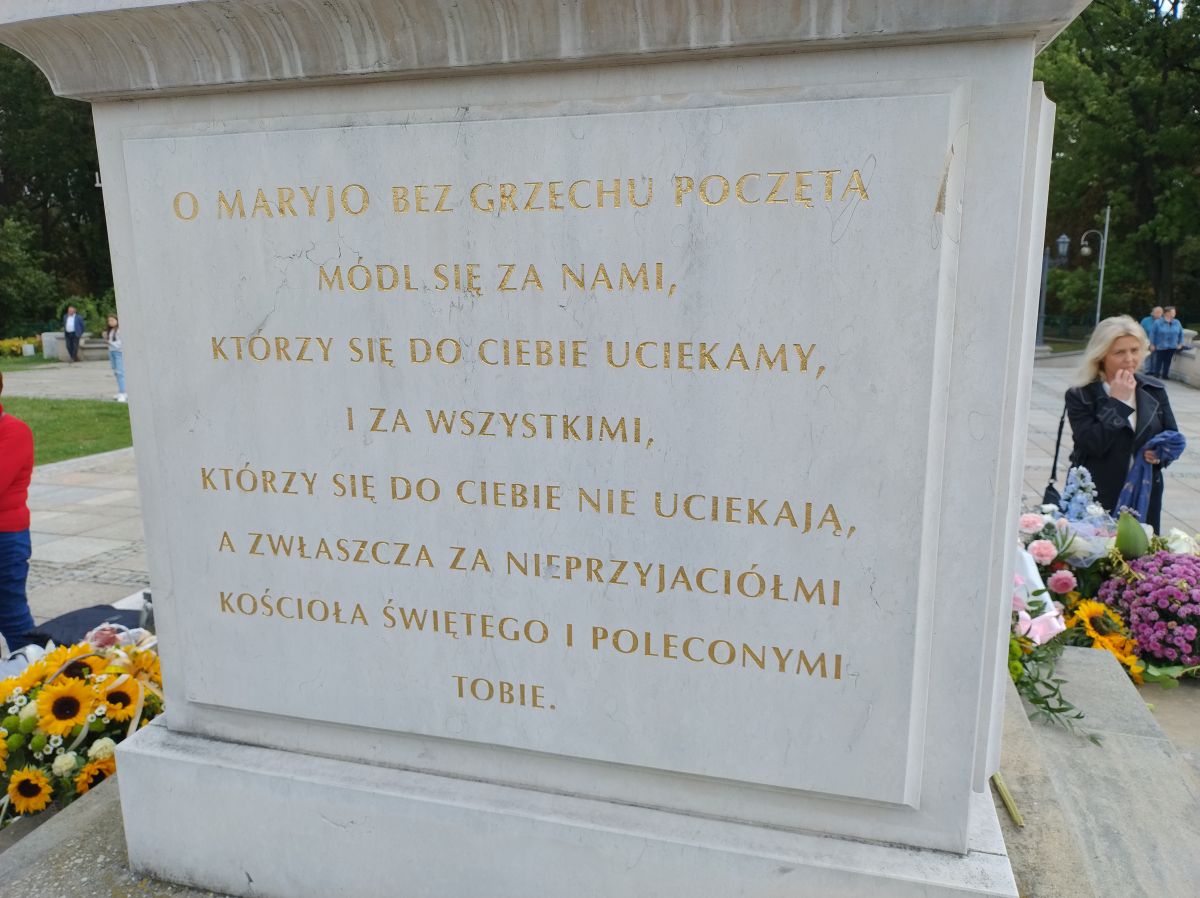 O MARYJO BEZ GRZECHU POCZĘTA
MÓDL SIĘ ZA NAMI,
KTÓRZY SIĘ DO CIEBIE UCIEKAMY,
I ZA WSZYSTKIMI,
KTÓRZY SIĘ DO CIEBIE NIE UCIEKAJĄ,
A ZWŁASZCZA ZA NIEPRZYJACIÓŁMI
KOŚCIOŁA ŚWIĘTEGO I POLECONYMI
TOBIE.